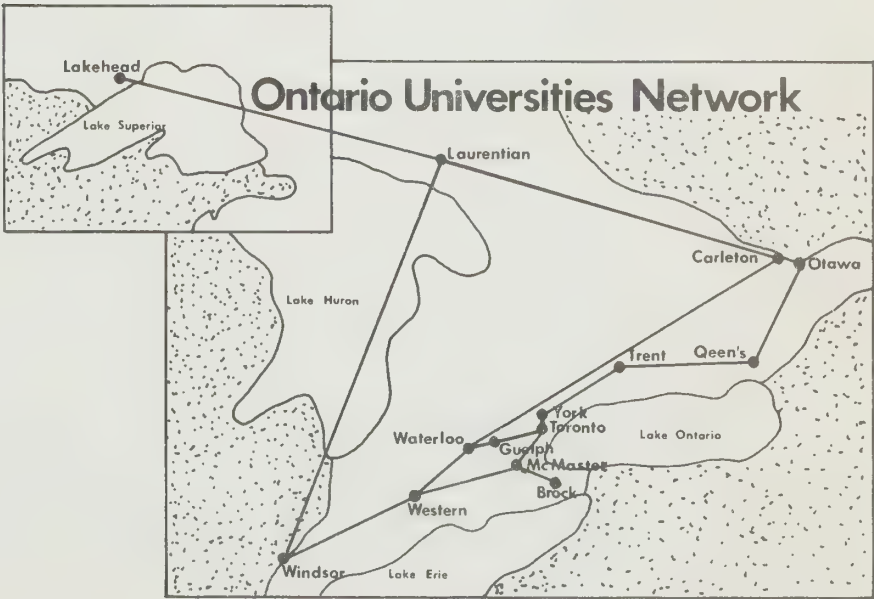 Lakehead
Lake Superior
Ontario Universities Network
Laurentian
Carleton
Otawa
Lake Huron
Trent
Qeen's
York
Toronto
Waterloo
Guelph
Lake Ontario
McMaster
Brock
Western
Windsor
Lake Erie